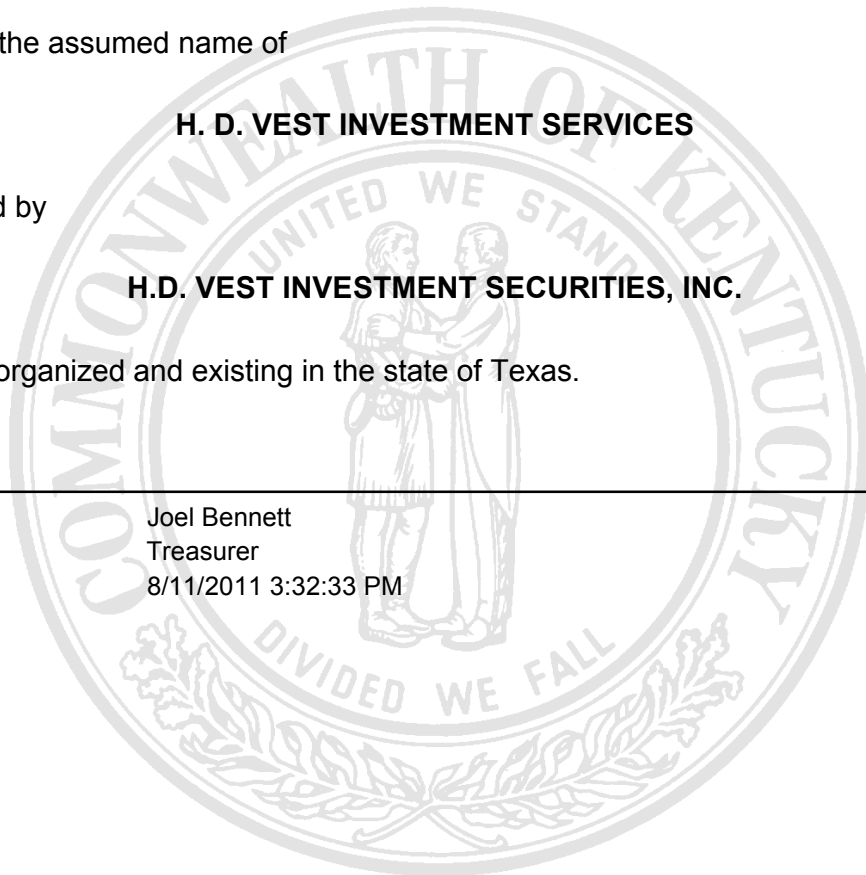 the assumed name of
H. D. VEST INVESTMENT SERVICES
d by
H.D. VEST INVESTMENT SECURITIES, INC.
organized and existing in the state of Texas.
Joel Bennett
Treasurer
8/11/2011 3:32:33 PM
COMMONWEALTH OF KENTUCKY
UNITED WE STAND
DIVIDED WE FALL